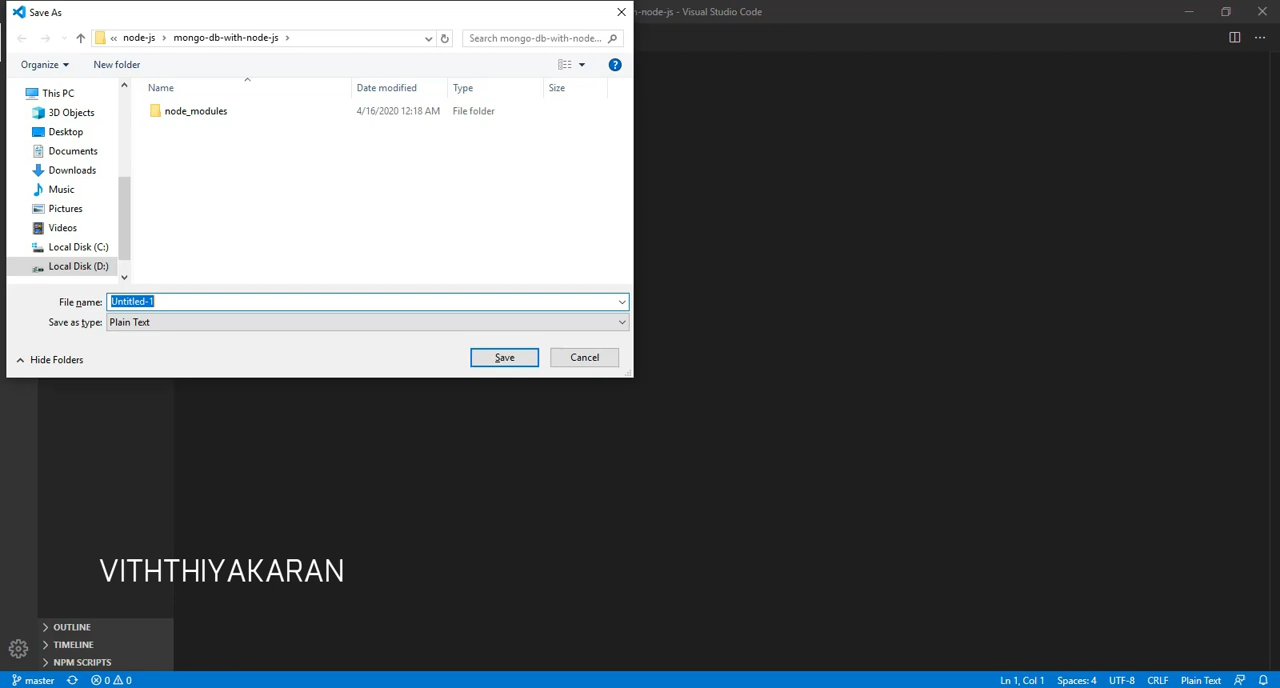 Save As
-node-js - Visual Studio Code
« node-js › mongo-db-with-node-js ›
Search mongo-db-with-node...
Organize
New folder
Name
Date modified
Type
Size
This PC
3D Objects
Desktop
Documents
Downloads
Music
Pictures
Videos
Local Disk (C:)
Local Disk (D:)
node_modules
4/16/2020 12:18 AM
File folder
File name:
Untitled-1
Save as type:
Plain Text
Hide Folders
Save
Cancel
VITHTHIYAKARAN
OUTLINE
TIMELINE
NPM SCRIPTS
master
0
0
Ln 1, Col 1
Spaces: 4
UTF-8
CRLF
Plain Text